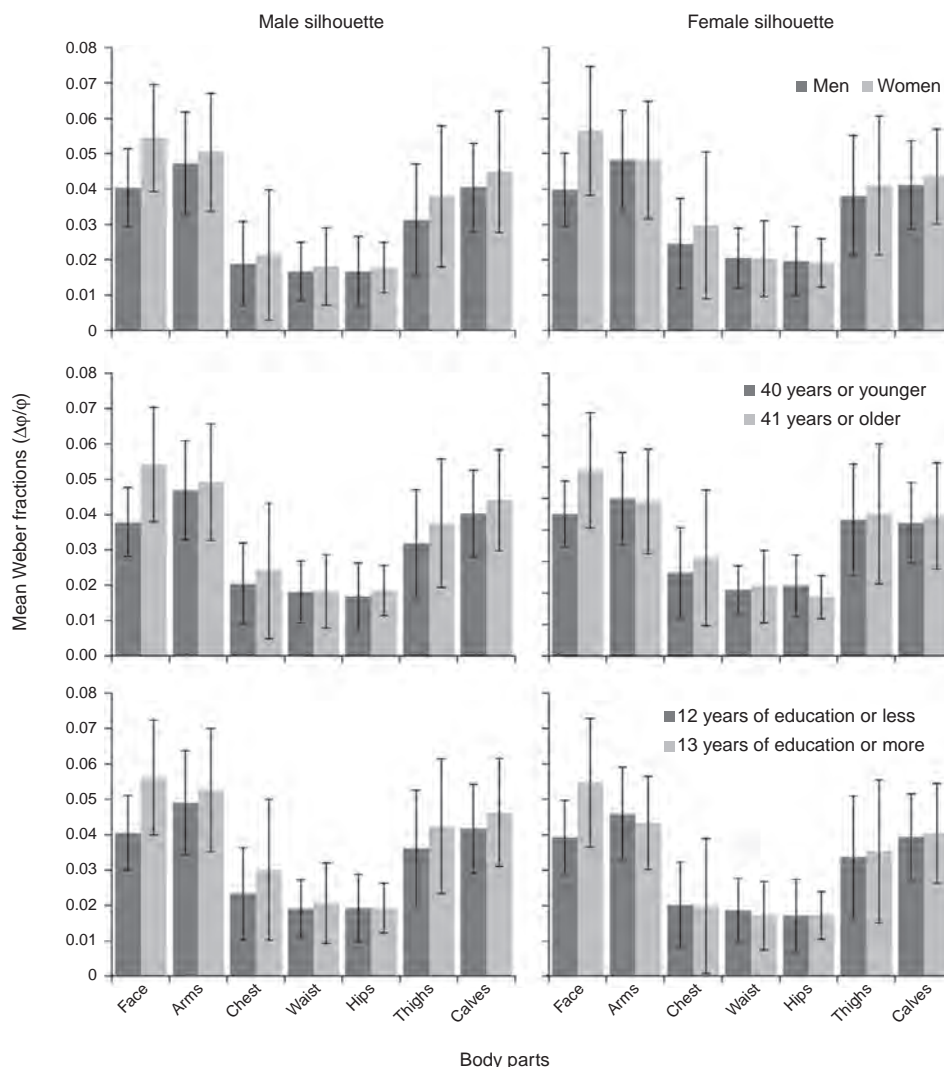 Male silhouette
Female silhouette
Mean Weber fractions (Δφ/φ)
0.08
0.07
0.06
0.05
0.04
0.03
0.02
0.01
0
Men Women
0.08
0.07
0.06
0.05
0.04
0.03
0.02
0.01
0.00
40 years or younger
41 years or older
0.08
0.07
0.06
0.05
0.04
0.03
0.02
0.01
0
12 years of education or less
13 years of education or more
Face Arms Chest Waist Hips Thighs Calves
Face Arms Chest Waist Hips Thighs Calves
Body parts